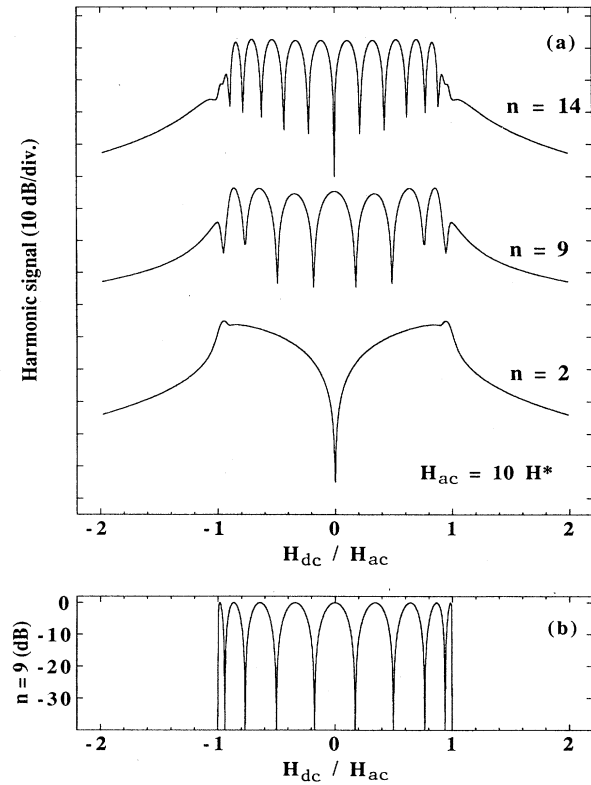 (a)
n = 14
n = 9
n = 2
Hac = 10 H*
Harmonic signal (10 dB/div.)
-2 -1 0 1 2
Hdc / Hac
(b)
0
-10
-20
-30
n = 9 (dB)
-2 -1 0 1 2
Hdc / Hac